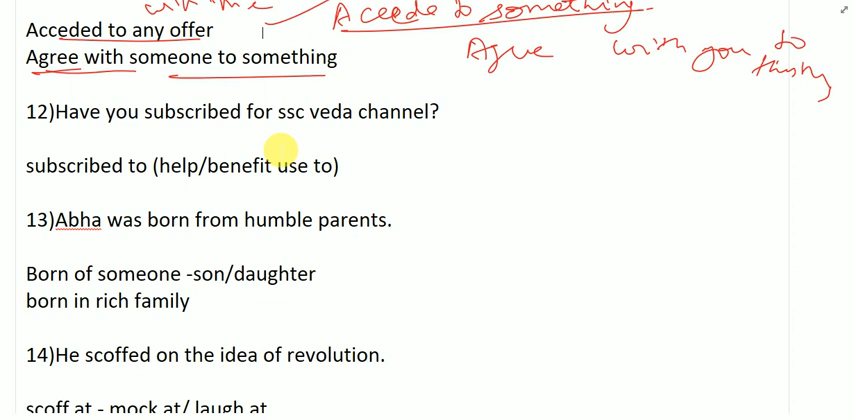 Accede to something.
Acceded to any offer
Agree with you to
Agree with someone to something
12)Have you subscribed for ssc veda channel?
subscribed to (help/benefit use to)
13)Abha was born from humble parents.
Born of someone -son/daughter
born in rich family
14)He scoffed on the idea of revolution.
scoff at - mock at/ laugh at